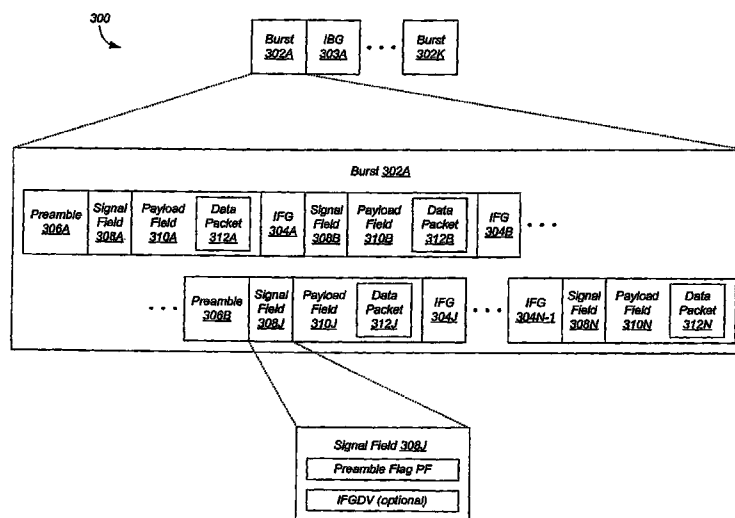 300
Burst
302A
IBG
303A
• • •
Burst
302K
Burst 302A
Preamble
306A
Signal
Field
308A
Payload
Field
310A
Data
Packet
312A
IFG
304A
Signal
Field
308B
Payload
Field
310B
Data
Packet
312B
IFG
304B
• • •
• • •
Preamble
306B
Signal
Field
308J
Payload
Field
310J
Data
Packet
312J
IFG
304J
• • •
IFG
304N-1
Signal
Field
308N
Payload
Field
310N
Data
Packet
312N
Signal Field 308J
Preamble Flag PF
IFGDV (optional)